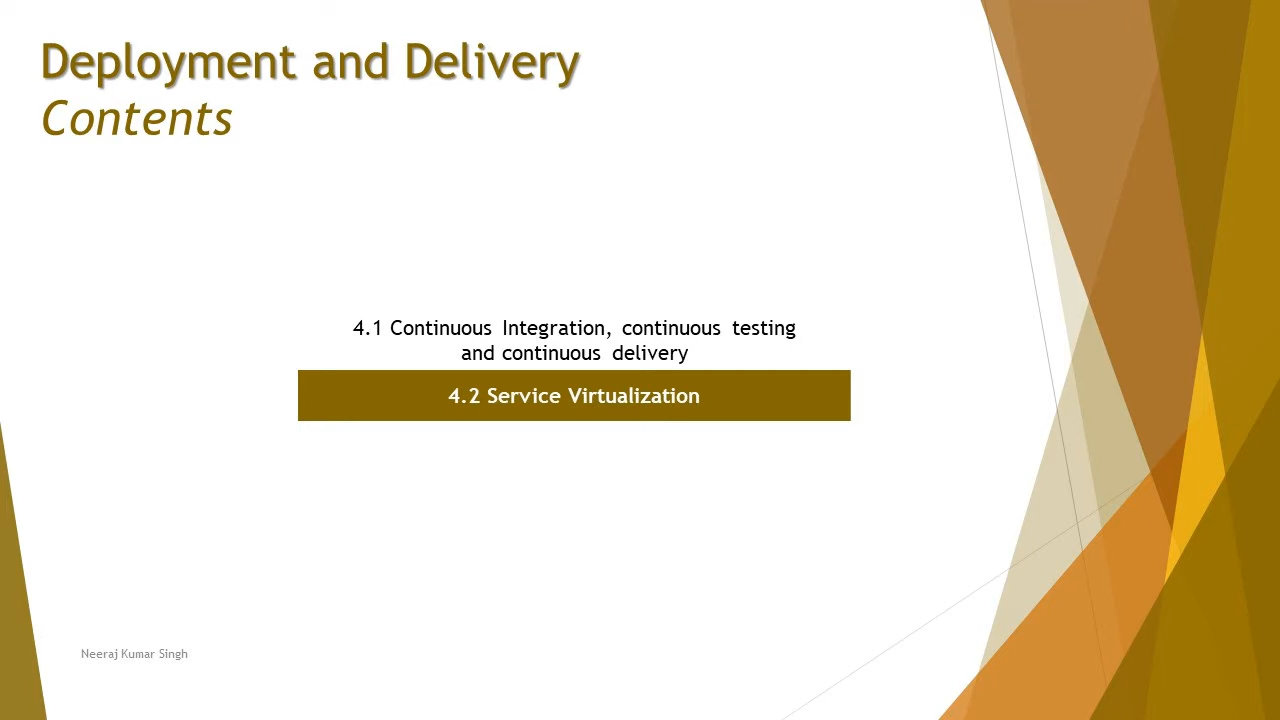 Deployment and Delivery
Contents
4.1 Continuous Integration, continuous testing
and continuous delivery
4.2 Service Virtualization
Neeraj Kumar Singh